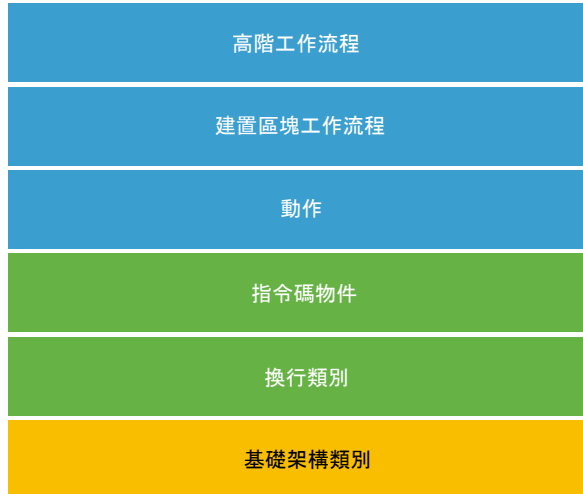 高階工作流程
建置區塊工作流程
動作
指令碼物件
換行類別
基礎架構類別